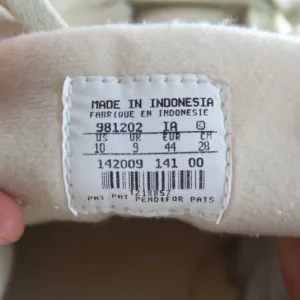 MADE IN INDONESIA
FABRIQUE EN INDONESIE
981202 IA C
US UK EUR CM
10 9 44 28
142009 141 00
1218857
PAT-PAT PEND+FOR PATS